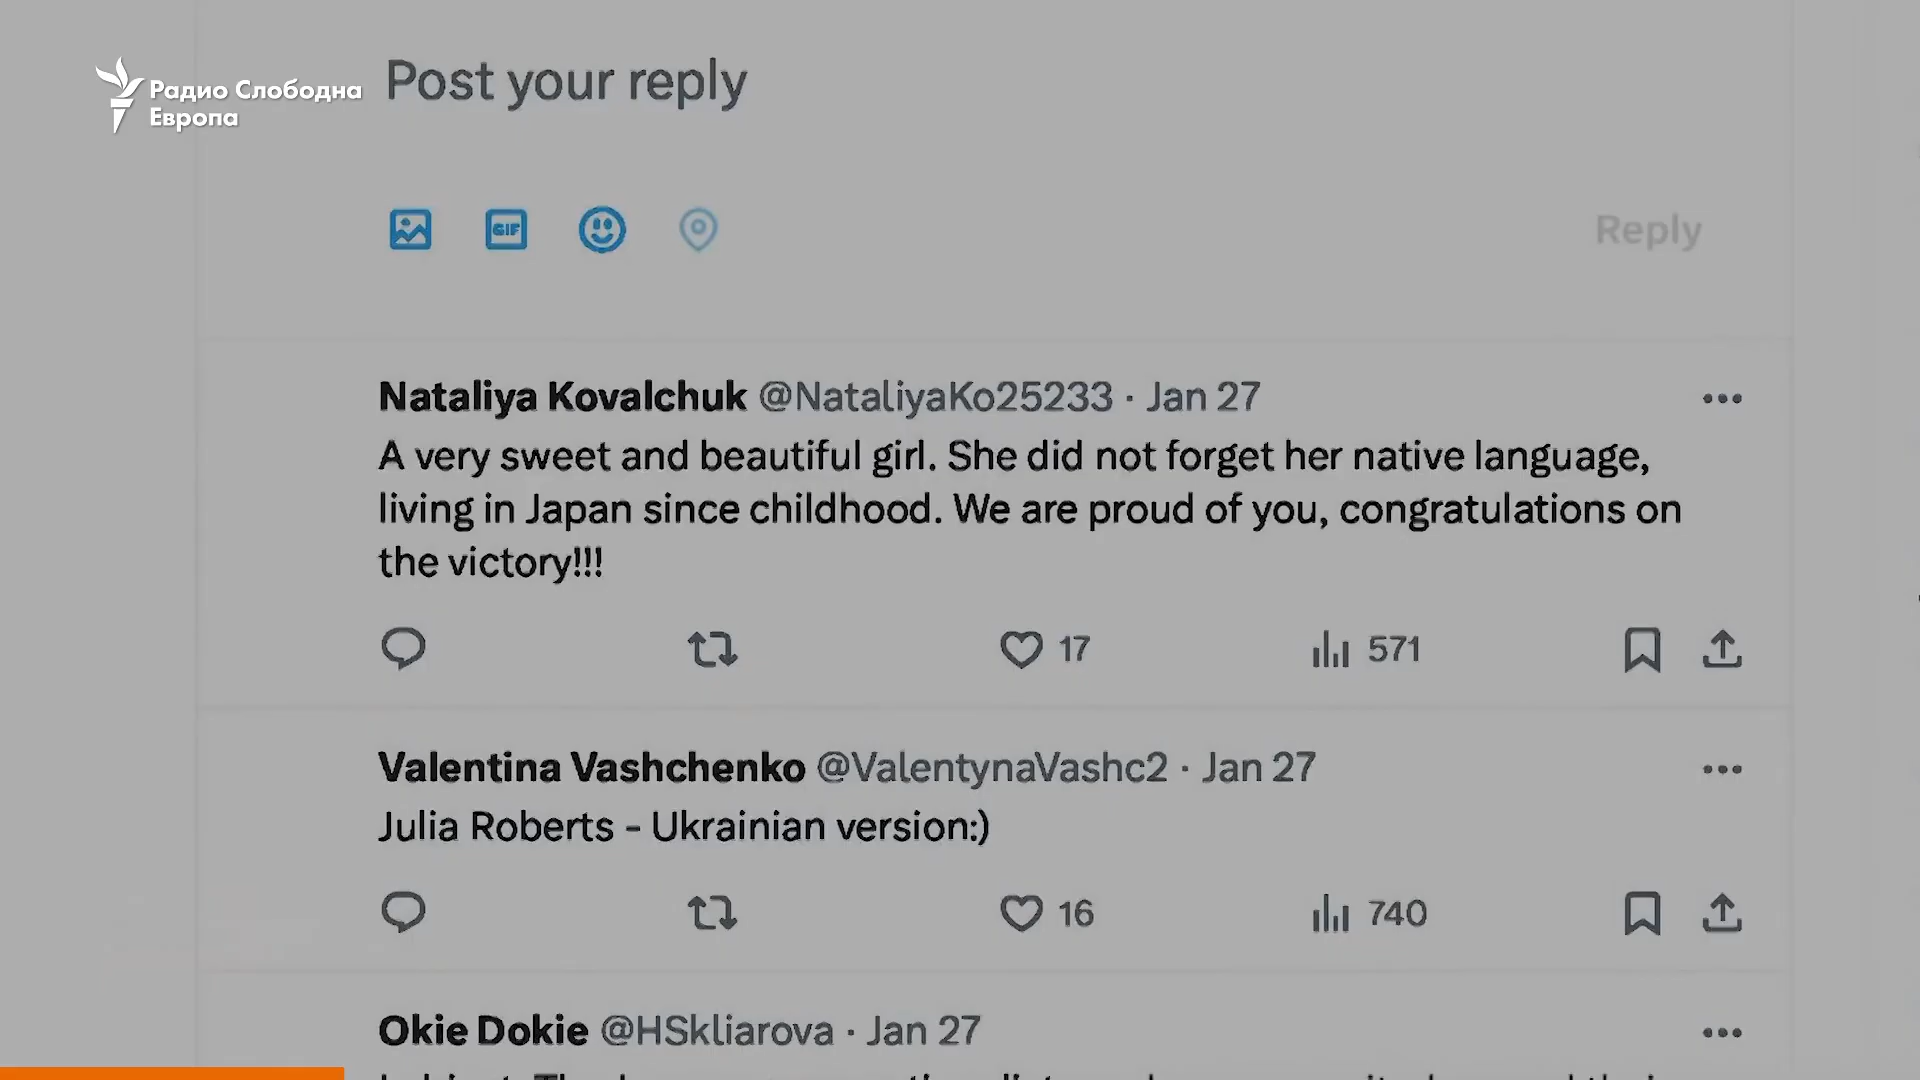 Радио Слободна
Европа
Post your reply
GIF
Reply
Nataliya Kovalchuk @NataliyaKo25233 · Jan 27
A very sweet and beautiful girl. She did not forget her native language,
living in Japan since childhood. We are proud of you, congratulations on
the victory!!!
17 571
Valentina Vashchenko @ValentynaVashc2 · Jan 27
Julia Roberts - Ukrainian version:)
16 740
Okie Dokie @HSkliarova · Jan 27